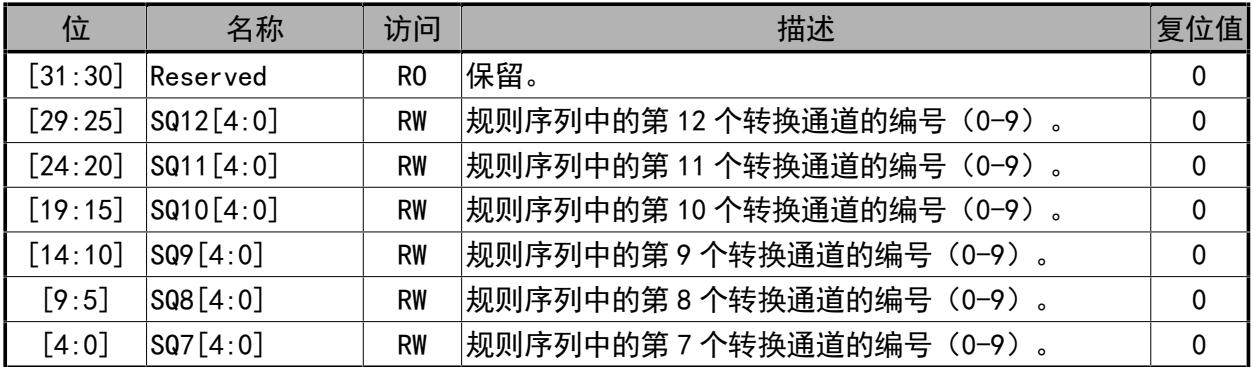 位 名称 访问 描述 复位值
[31:30] Reserved RO 保留。 0
[29:25] SQ12[4:0] RW 规则序列中的第 12 个转换通道的编号（0-9）。 0
[24:20] SQ11[4:0] RW 规则序列中的第 11 个转换通道的编号（0-9）。 0
[19:15] SQ10[4:0] RW 规则序列中的第 10 个转换通道的编号（0-9）。 0
[14:10] SQ9[4:0] RW 规则序列中的第 9 个转换通道的编号（0-9）。 0
[9:5] SQ8[4:0] RW 规则序列中的第 8 个转换通道的编号（0-9）。 0
[4:0] SQ7[4:0] RW 规则序列中的第 7 个转换通道的编号（0-9）。 0